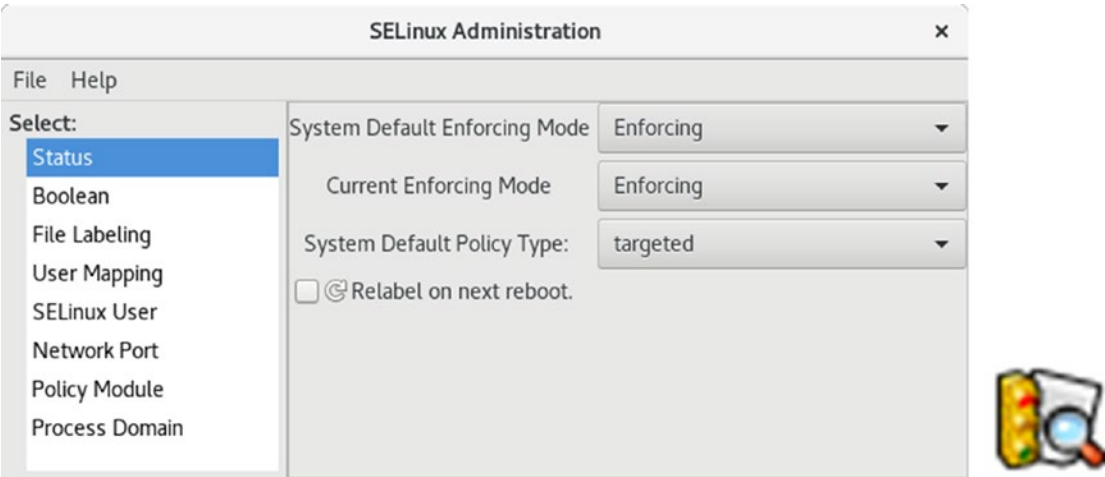 SELinux Administration ×
File Help
Select:
Status
Boolean
File Labeling
User Mapping
SELinux User
Network Port
Policy Module
Process Domain
System Default Enforcing Mode Enforcing
Current Enforcing Mode Enforcing
System Default Policy Type: targeted
Relabel on next reboot.